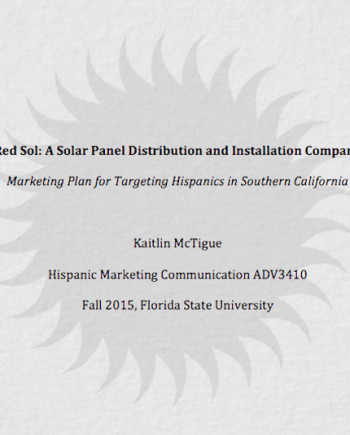 Red Sol: A Solar Panel Distribution and Installation Compan
Marketing Plan for Targeting Hispanics in Southern California
Kaitlin McTigue
Hispanic Marketing Communication ADV3410
Fall 2015, Florida State University